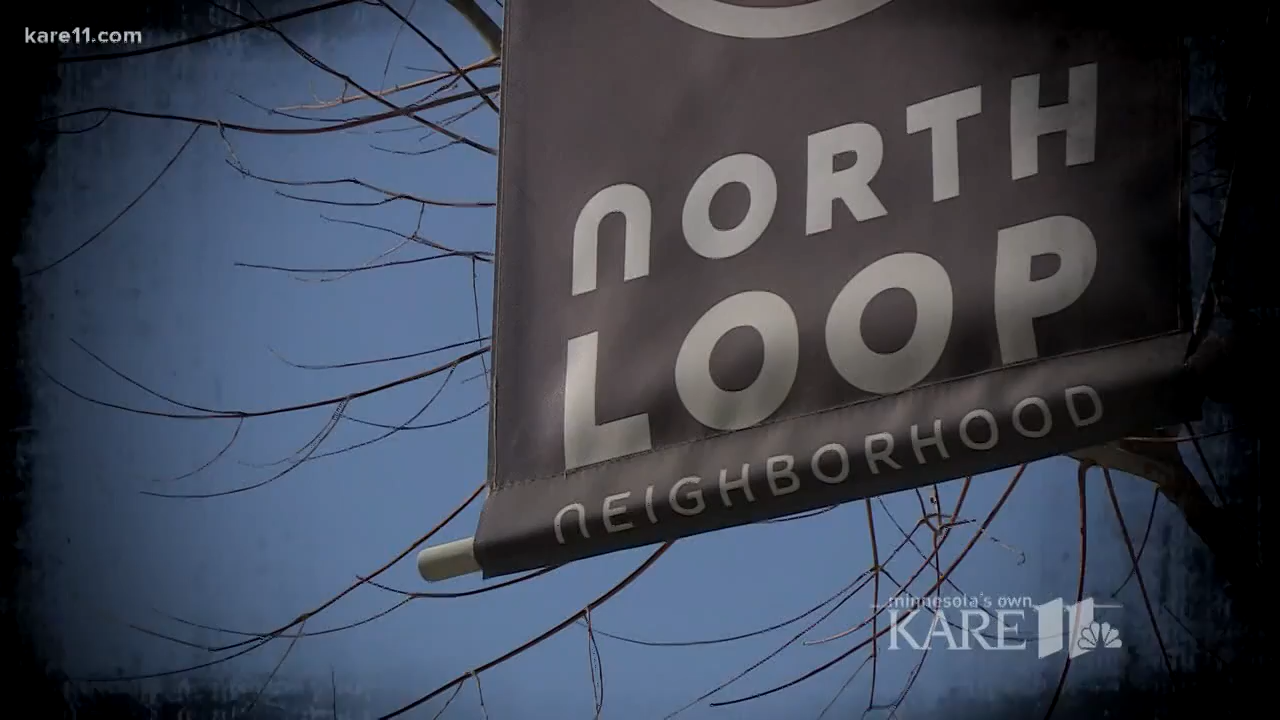 kare11.com
NORTH
LOOP
NEIGHBORHOOD
minnesota's own
KARE 11